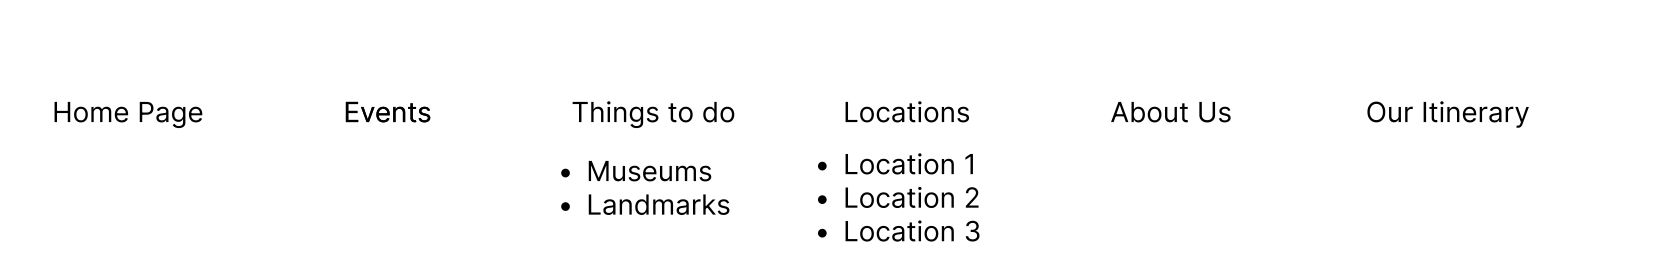 Home Page
Events
Things to do
• Museums
• Landmarks
Locations
• Location 1
• Location 2
• Location 3
About Us
Our Itinerary